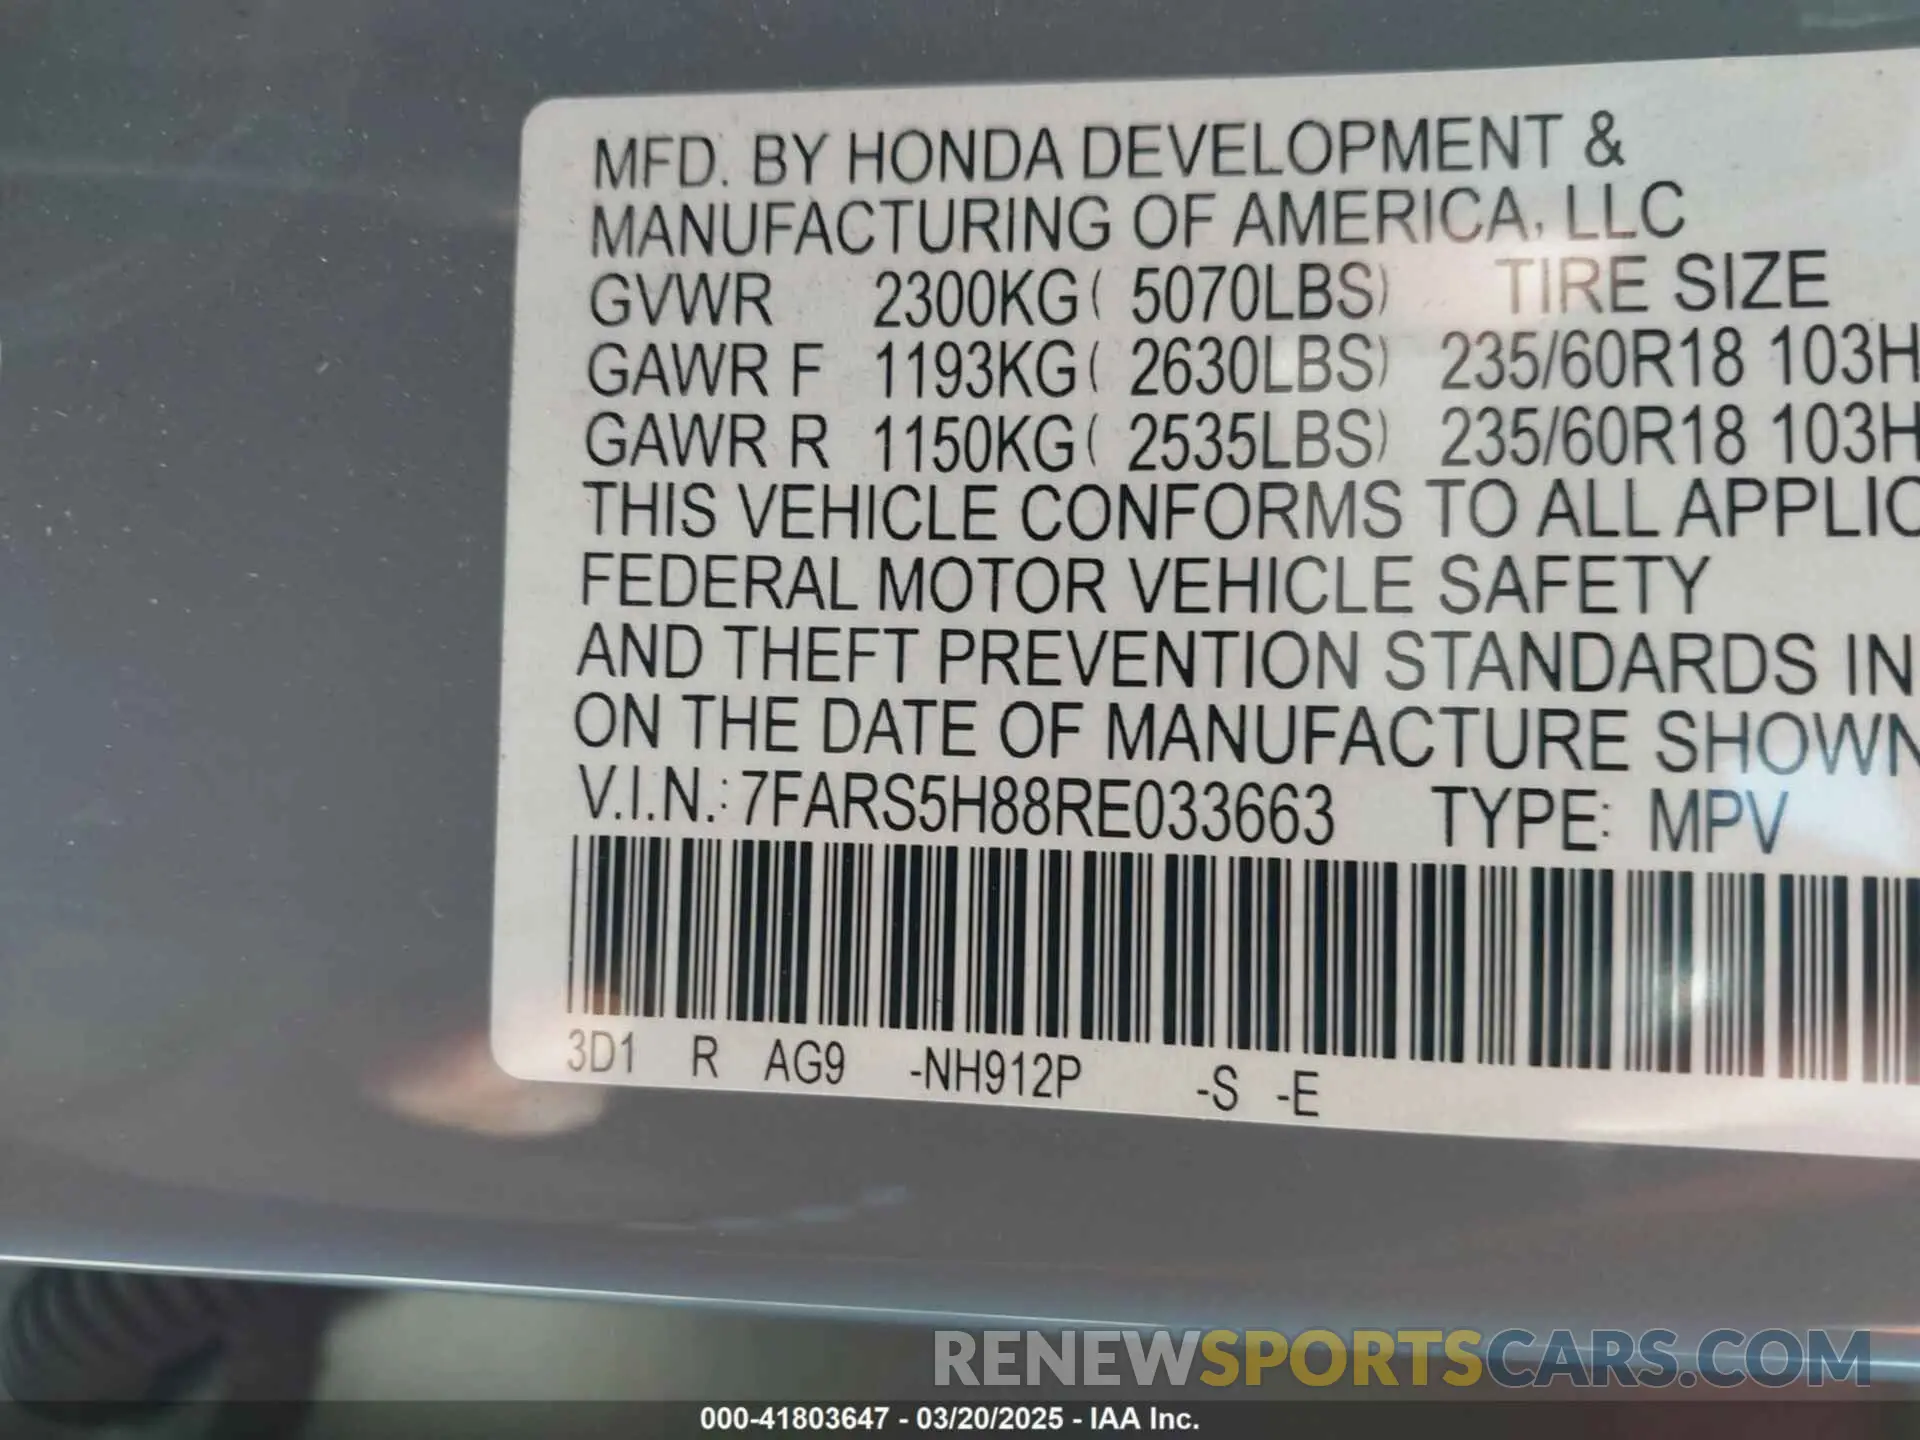 MFD. BY HONDA DEVELOPMENT &
MANUFACTURING OF AMERICA, LLC
GVWR 2300KG( 5070LBS) TIRE SIZE
GAWR F 1193KG( 2630LBS) 235/60R18 103H
GAWR R 1150KG( 2535LBS) 235/60R18 103H
THIS VEHICLE CONFORMS TO ALL APPLIC
FEDERAL MOTOR VEHICLE SAFETY
AND THEFT PREVENTION STANDARDS IN
ON THE DATE OF MANUFACTURE SHOWN
V.I.N.: 7FARS5H88RE033663 TYPE: MPV
3D1 R AG9 -NH912P -S -E
RENEWSPORTSCARS.COM
000-41803647 - 03/20/2025 - IAA Inc.